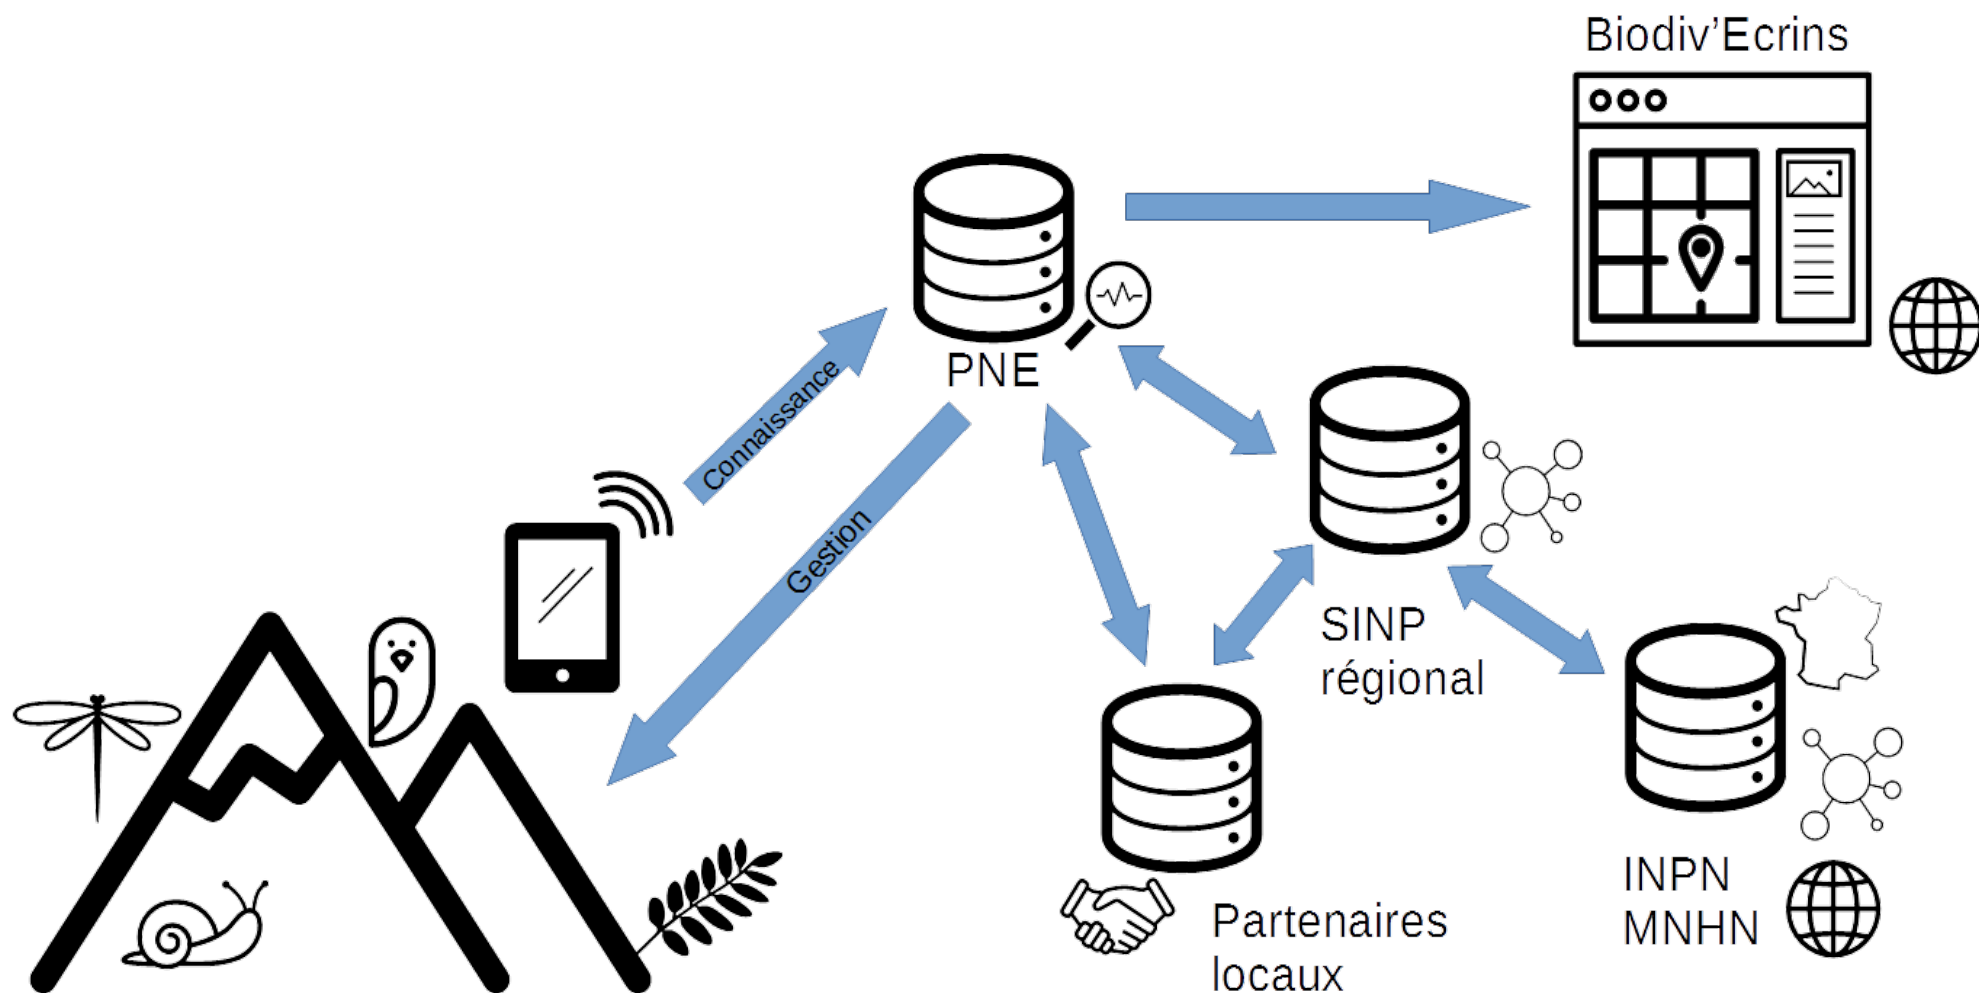 Biodiv'Ecrins
PNE
Connaissance
Gestion
SINP
régional
INPN
MNHN
Partenaires
locaux